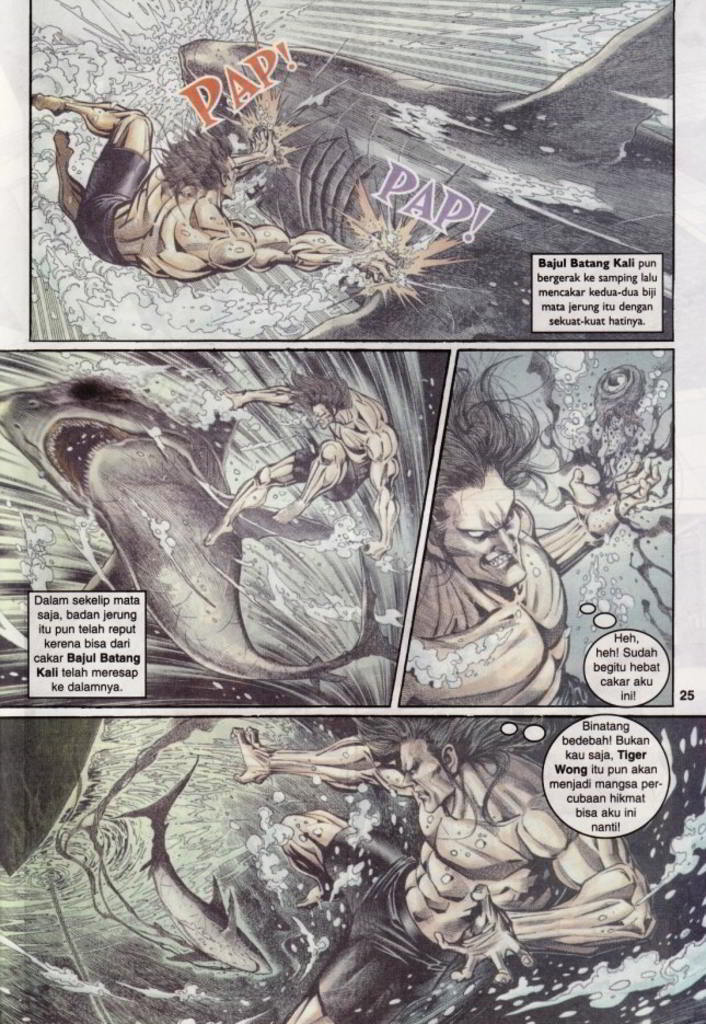 PAP!
PAP!
Bajul Batang Kali pun
bergerak ke samping lalu
mencakar kedua-dua biji
mata jerung itu dengan
sekuat-kuat hatinya.
Dalam sekelip mata
saja, badan jerung
itu pun telah reput
kerena bisa dari
cakar Bajul Batang
Kali telah meresap
ke dalamnya.
Heh,
heh! Sudah
begitu hebat
cakar aku
ini!
25
Binatang
bedebah! Bukan
kau saja, Tiger
Wong itu pun akan
menjadi mangsa per-
cubaan hikmat
bisa aku ini
nanti!